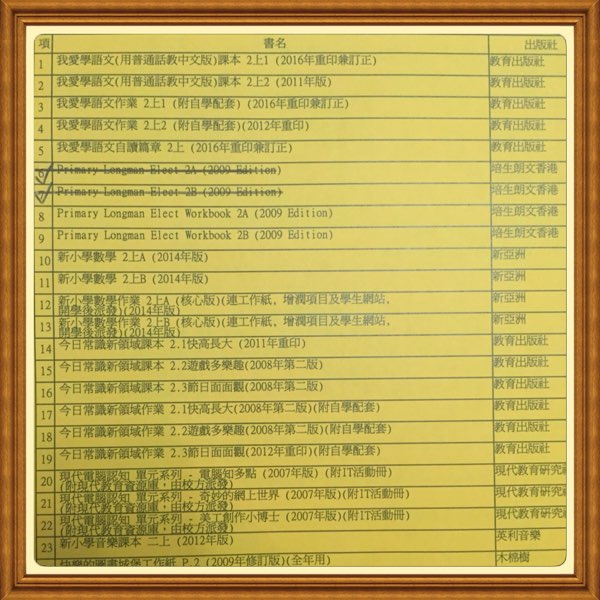 項 書名 出版社
1 我愛學語文(用普通話教中文版)課本 2上1 (2016年重印兼訂正) 教育出版社
2 我愛學語文(用普通話教中文版)課本 2上2 (2011年版) 教育出版社
3 我愛學語文作業 2上1 (附自學配套) (2016年重印兼訂正) 教育出版社
4 我愛學語文作業 2上2 (附自學配套)(2012年重印) 教育出版社
5 我愛學語文自讀篇章 2上 (2016年重印兼訂正) 教育出版社
6 Primary Longman Elect 2A (2009 Edition) 培生朗文香港
7 Primary Longman Elect 2B (2009 Edition) 培生朗文香港
8 Primary Longman Elect Workbook 2A (2009 Edition) 培生朗文香港
9 Primary Longman Elect Workbook 2B (2009 Edition) 培生朗文香港
10 新小學數學 2上A (2014年版) 新亞洲
11 新小學數學 2上B (2014年版) 新亞洲
12 新小學數學作業 2上A (核心版)(連工作紙, 增潤項目及學生網站, 新亞洲
開學後派發)(2014年版)
13 新小學數學作業 2上B (核心版)(連工作紙, 增潤項目及學生網站, 新亞洲
開學後派發)(2014年版)
14 今日常識新領域課本 2.1快高長大 (2011年重印) 教育出版社
15 今日常識新領域課本 2.2遊戲多樂趣(2008年第二版) 教育出版社
16 今日常識新領域課本 2.3節日面面觀(2008年第二版) 教育出版社
17 今日常識新領域作業 2.1快高長大(2008年第二版)(附自學配套) 教育出版社
18 今日常識新領域作業 2.2遊戲多樂趣(2008年第二版)(附自學配套) 教育出版社
19 今日常識新領域作業 2.3節日面面觀(2012年重印)(附自學配套) 教育出版社
20 現代電腦認知 單元系列 - 電腦知多點 (2007年版)(附IT活動冊) 現代教育研究
(附現代教育資源庫, 由校方派發)
21 現代電腦認知 單元系列 - 奇妙的網上世界 (2007年版)(附IT活動冊) 現代教育研究
(附現代教育資源庫, 由校方派發)
22 現代電腦認知 單元系列 - 美工創作小博士 (2007年版)(附IT活動冊) 現代教育研究
(附現代教育資源庫, 由校方派發)
23 新小學音樂課本 二上 (2012年版) 英利音樂
快樂的圖畫城堡工作紙 P.2 (2009年修訂版)(全年用) 木棉樹